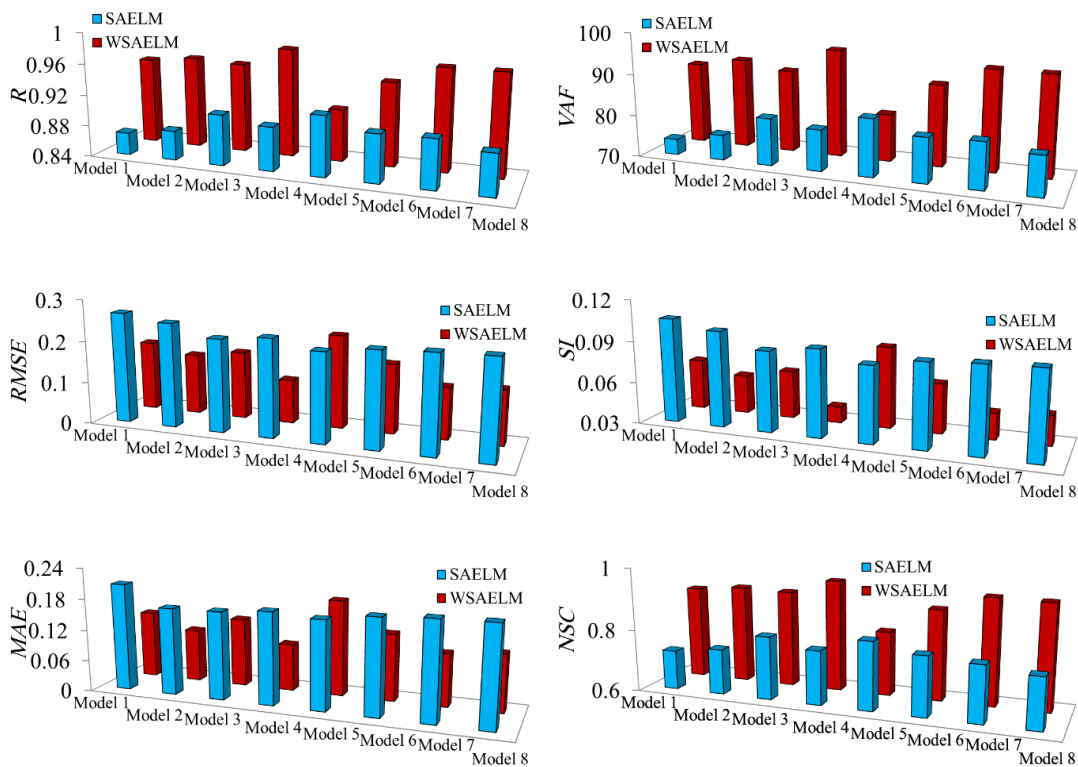 R
1
0.96
0.92
0.88
0.84
SAELM
WSAELM
Model 1
Model 2
Model 3
Model 4
Model 5
Model 6
Model 7
Model 8
VAF
100
90
80
70
SAELM
WSAELM
Model 1
Model 2
Model 3
Model 4
Model 5
Model 6
Model 7
Model 8
RMSE
0.3
0.2
0.1
0
SAELM
WSAELM
Model 1
Model 2
Model 3
Model 4
Model 5
Model 6
Model 7
Model 8
SI
0.12
0.09
0.06
0.03
SAELM
WSAELM
Model 1
Model 2
Model 3
Model 4
Model 5
Model 6
Model 7
Model 8
MAE
0.24
0.18
0.12
0.06
0
SAELM
WSAELM
Model 1
Model 2
Model 3
Model 4
Model 5
Model 6
Model 7
Model 8
NSC
1
0.8
0.6
SAELM
WSAELM
Model 1
Model 2
Model 3
Model 4
Model 5
Model 6
Model 7
Model 8